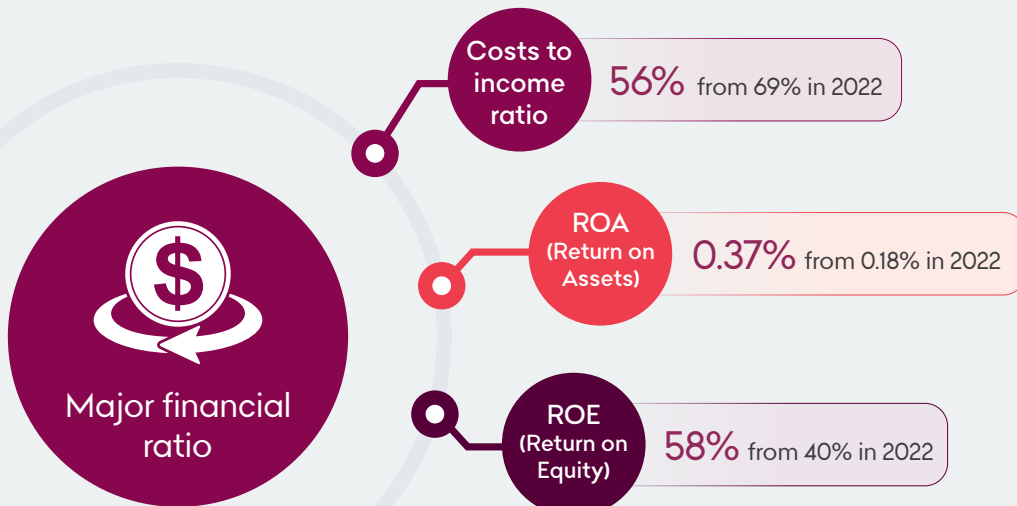 Costs to
income
ratio
56% from 69% in 2022
ROA
(Return on
Assets)
0.37% from 0.18% in 2022
$
Major financial
ratio
ROE
(Return on
Equity)
58% from 40% in 2022